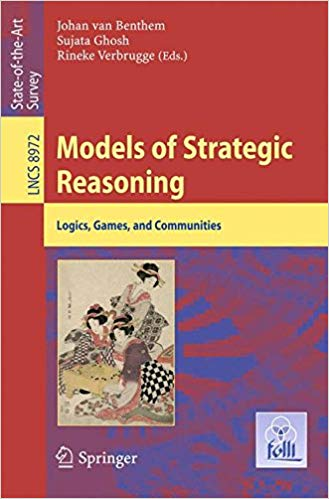 Johan van Benthem
Sujata Ghosh
Rineke Verbrugge (Eds.)
State-of-the-Art
Survey
LNCS 8972
Models of Strategic
Reasoning
Logics, Games, and Communities
Springer
folli